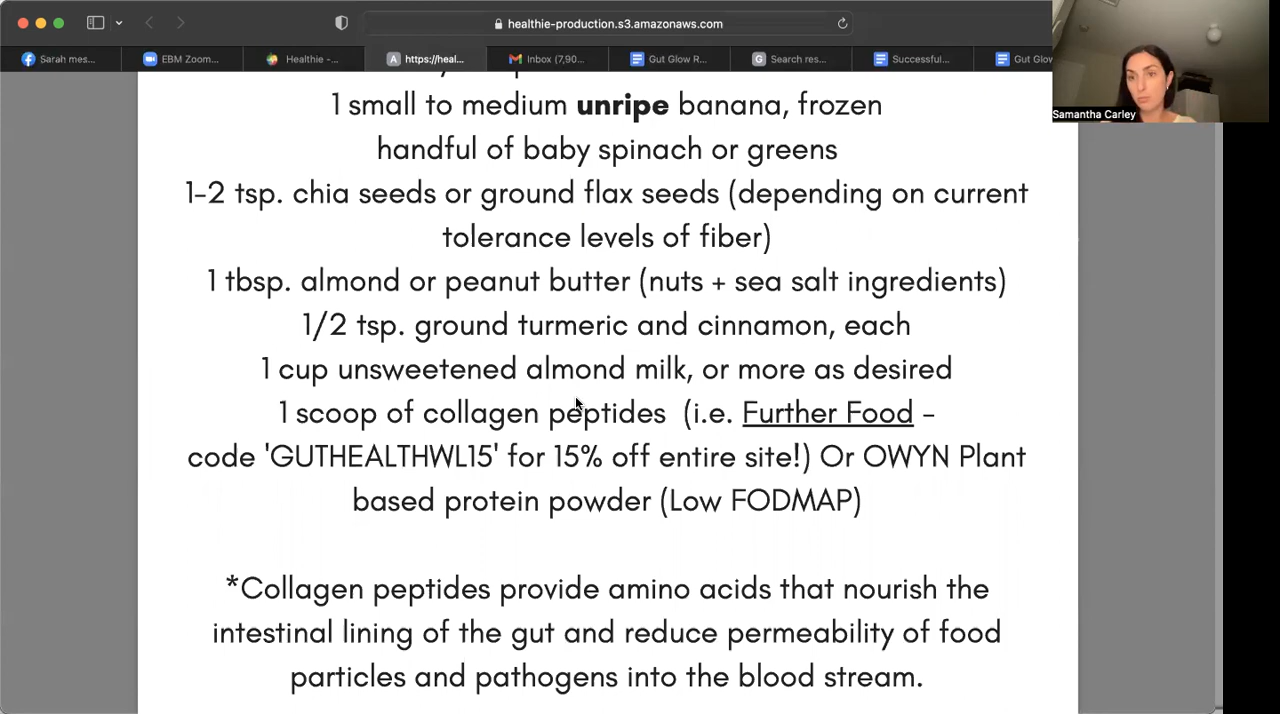 healthie-production.s3.amazonaws.com
Sarah mes...
EBM Zoom...
Healthie -...
A
https://heal...
Inbox (7,90...
Gut Glow R...
G
Search res...
Successful...
Gut Glow
Samantha Carley
1 small to medium unripe banana, frozen
handful of baby spinach or greens
1-2 tsp. chia seeds or ground flax seeds (depending on current
tolerance levels of fiber)
1 tbsp. almond or peanut butter (nuts + sea salt ingredients)
1/2 tsp. ground turmeric and cinnamon, each
1 cup unsweetened almond milk, or more as desired
1 scoop of collagen peptides (i.e. Further Food -
code 'GUTHEALTHWL15' for 15% off entire site!) Or OWYN Plant
based protein powder (Low FODMAP)
*Collagen peptides provide amino acids that nourish the
intestinal lining of the gut and reduce permeability of food
particles and pathogens into the blood stream.